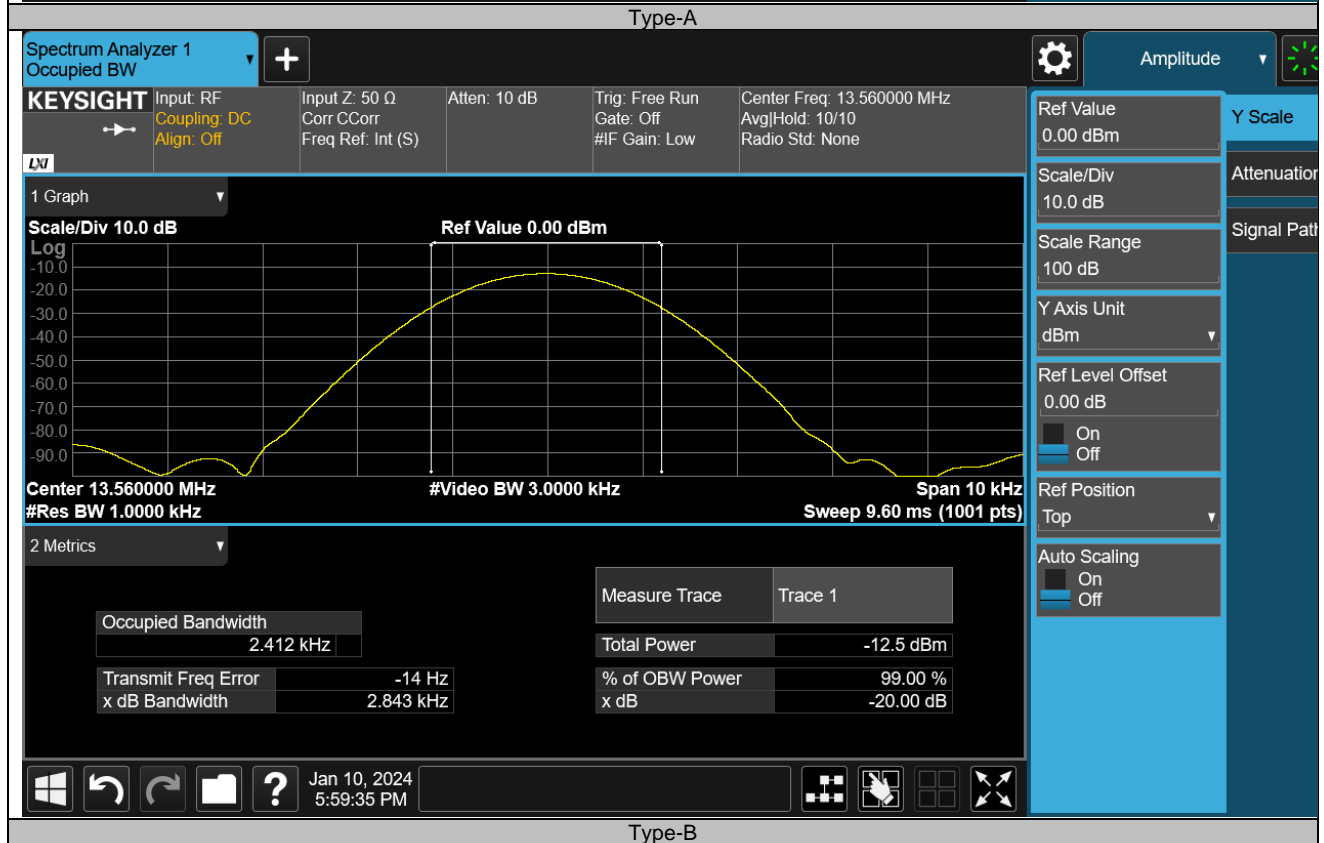 Type-A
Spectrum Analyzer 1
Occupied BW
▼
+
Amplitude
▼
KEYSIGHT
LXI
Input: RF
Coupling: DC
Align: Off
Input Z: 50 Ω
Corr CCorr
Freq Ref: Int (S)
Atten: 10 dB
Trig: Free Run
Gate: Off
#IF Gain: Low
Center Freq: 13.560000 MHz
Avg|Hold: 10/10
Radio Std: None
1 Graph ▼
Scale/Div 10.0 dB
Ref Value 0.00 dBm
Log
-10.0
-20.0
-30.0
-40.0
-50.0
-60.0
-70.0
-80.0
-90.0
Center 13.560000 MHz
#Video BW 3.0000 kHz
Span 10 kHz
#Res BW 1.0000 kHz
Sweep 9.60 ms (1001 pts)
2 Metrics ▼
Measure Trace Trace 1
Occupied Bandwidth
2.412 kHz
Total Power -12.5 dBm
Transmit Freq Error -14 Hz
% of OBW Power 99.00 %
x dB Bandwidth 2.843 kHz
x dB -20.00 dB
Ref Value
0.00 dBm
Scale/Div
10.0 dB
Scale Range
100 dB
Y Axis Unit
dBm ▼
Ref Level Offset
0.00 dB
On
Off
Ref Position
Top ▼
Auto Scaling
On
Off
Y Scale
Attenuation
Signal Path
?
Jan 10, 2024
5:59:35 PM
Type-B